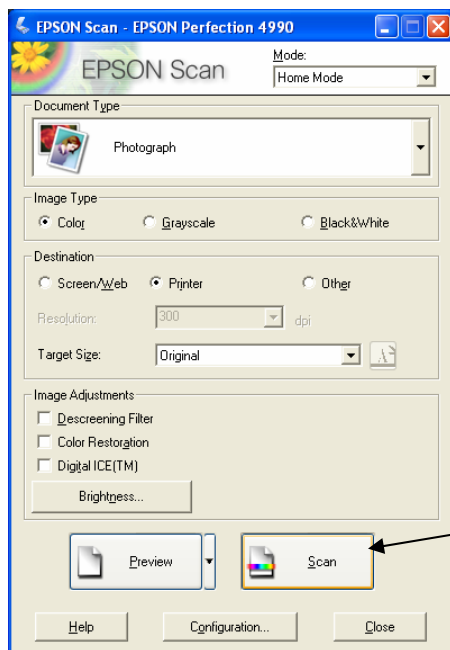 EPSON Scan - EPSON Perfection 4990
EPSON Scan
Mode:
Home Mode
Document Type
Photograph
Image Type
Color Grayscale Black&White
Destination
Screen/Web Printer Other
Resolution: 300 dpi
Target Size: Original
Image Adjustments
Descreening Filter
Color Restoration
Digital ICE(TM)
Brightness...
Preview Scan
Help Configuration... Close